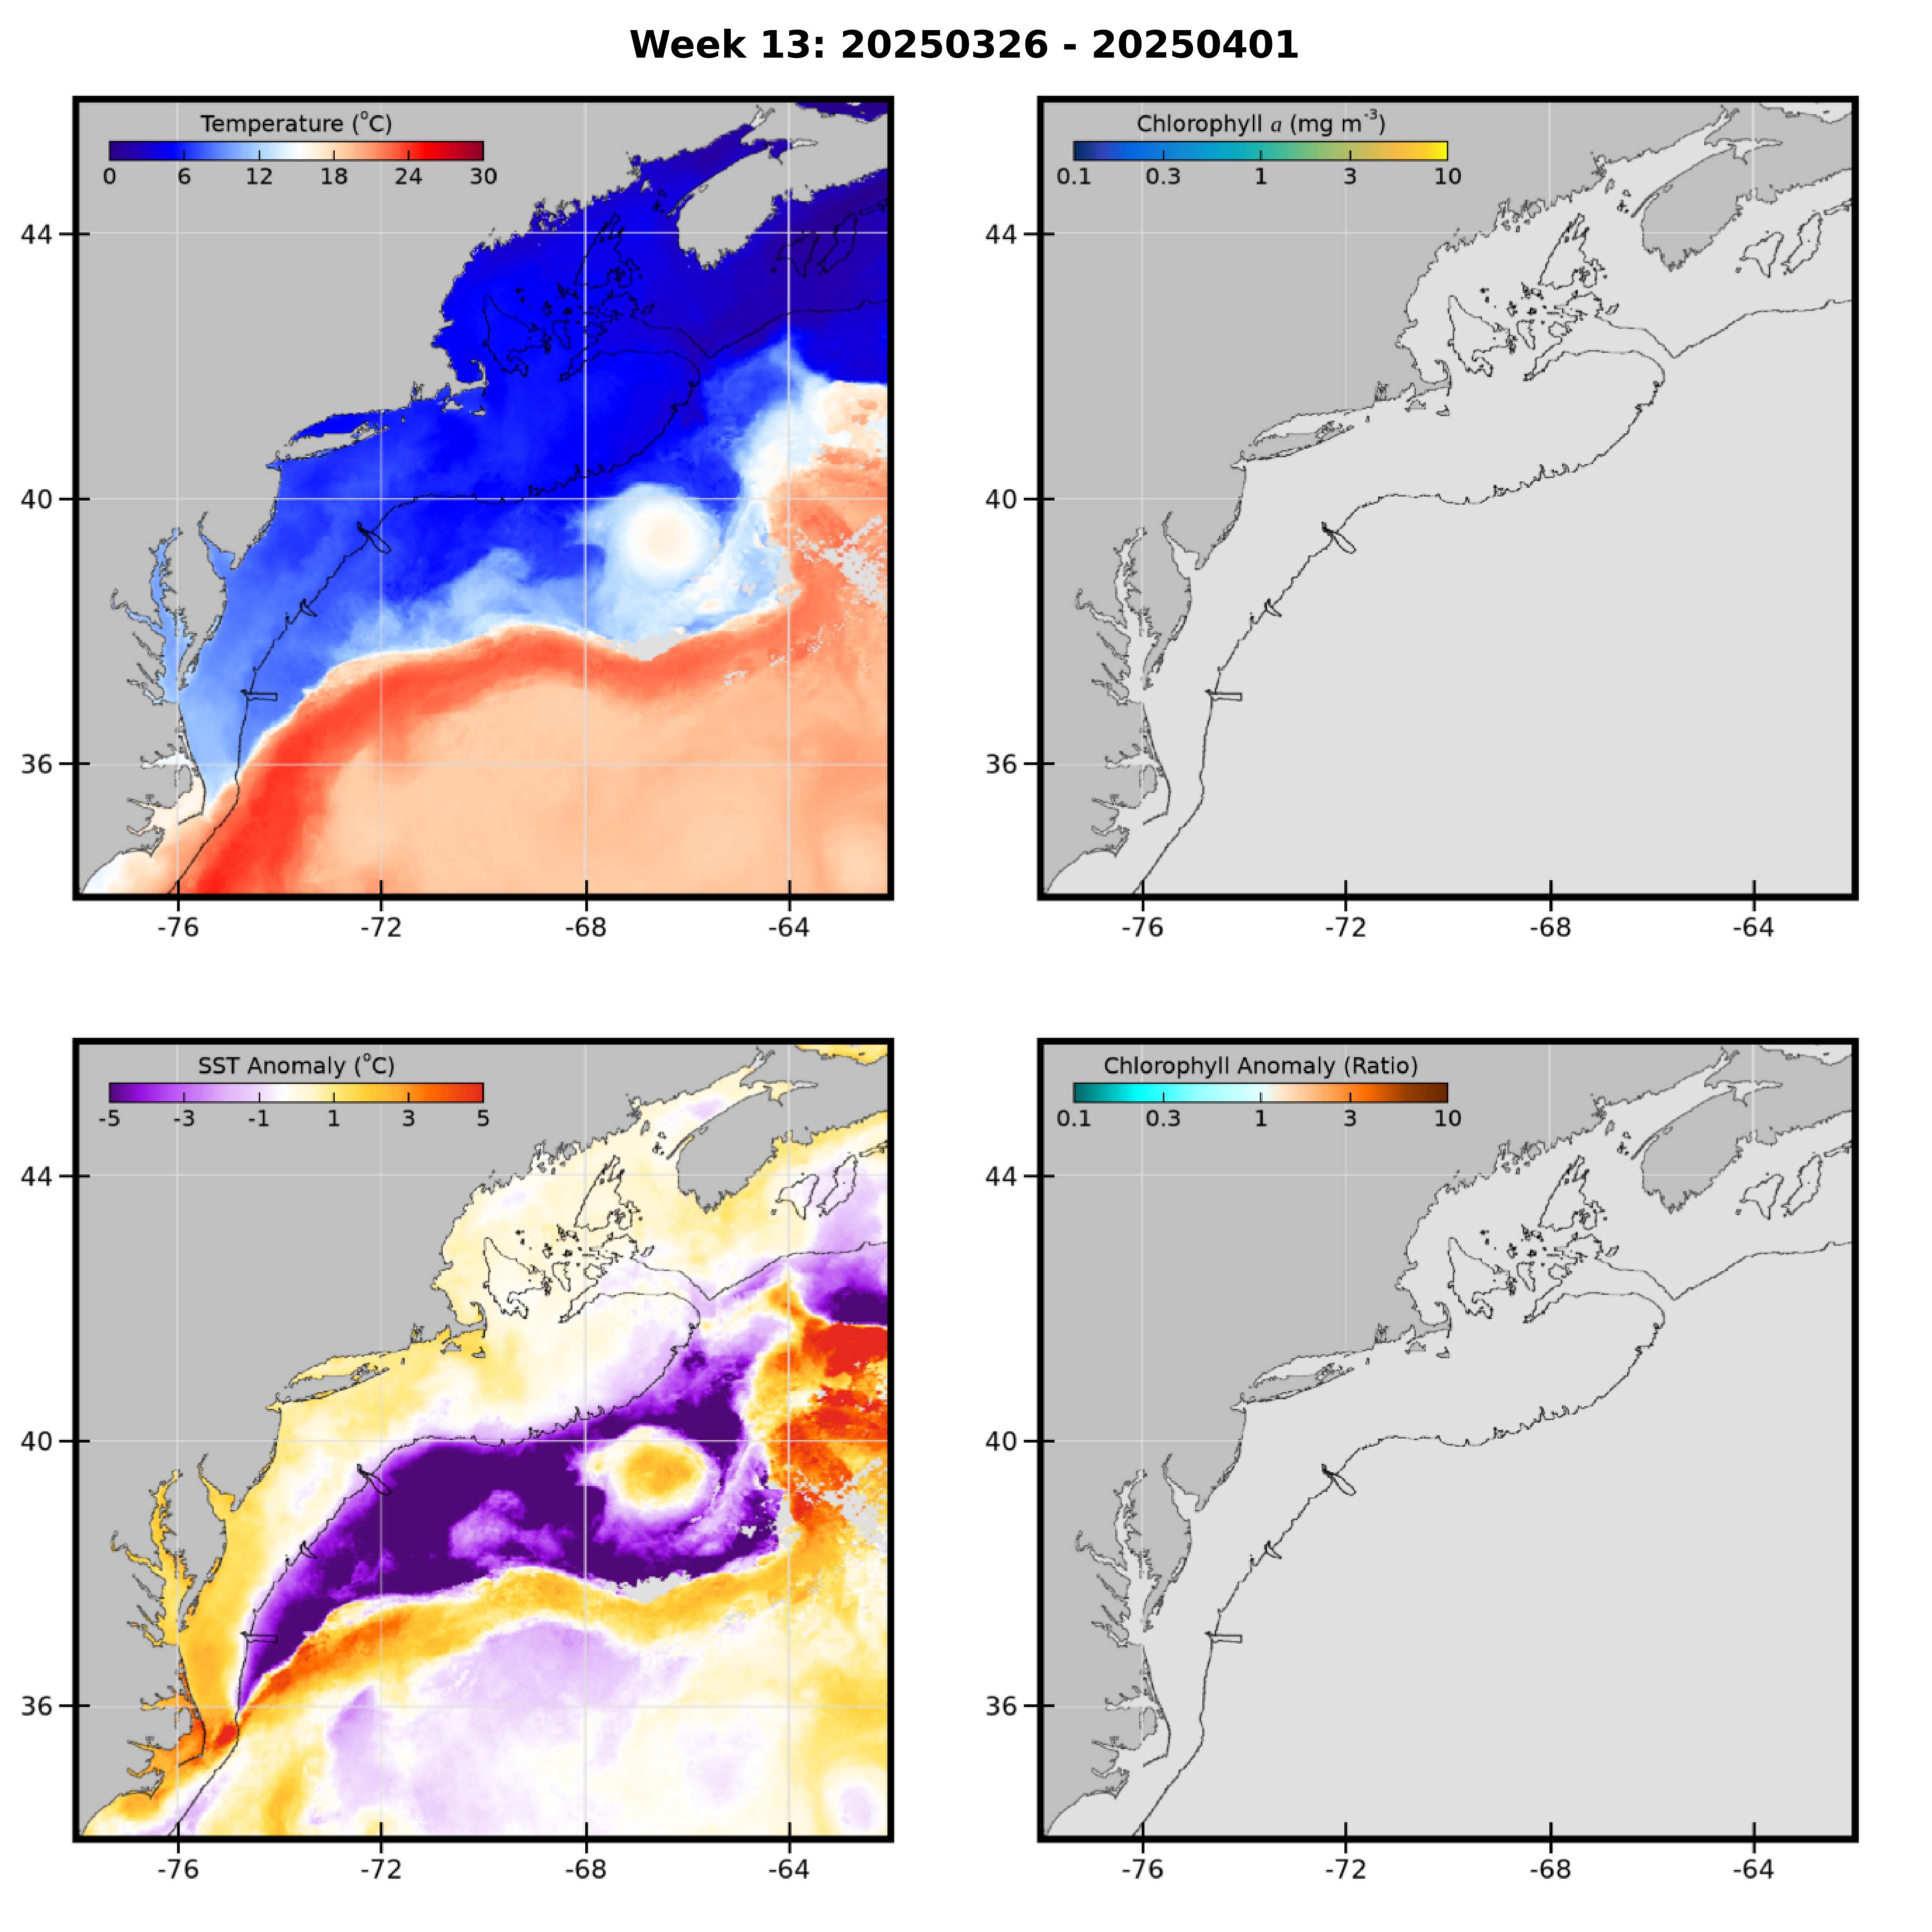 Week 13: 20250326 - 20250401
Temperature (°C)
0 6 12 18 24 30
44
40
36
-76 -72 -68 -64
Chlorophyll a (mg m⁻³)
0.1 0.3 1 3 10
44
40
36
-76 -72 -68 -64
SST Anomaly (°C)
-5 -3 -1 1 3 5
44
40
36
-76 -72 -68 -64
Chlorophyll Anomaly (Ratio)
0.1 0.3 1 3 10
44
40
36
-76 -72 -68 -64